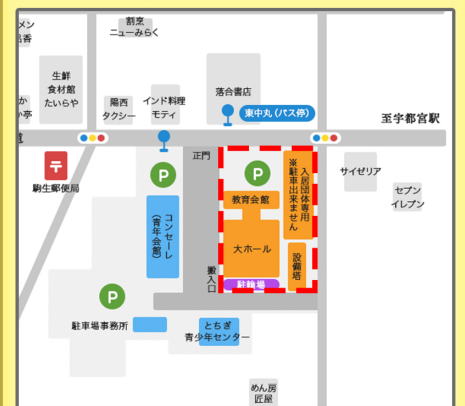 メン
呂香
割烹
ニューみらく
生鮮
食材館
たいらや
か
か亭
陽西
タクシー
インド料理
モティ
落合書店
東中丸(バス停)
至宇都宮駅
道
〒
駒生郵便局
P
正門
P
教育会館
入居団体専用
※駐車出来ません
サイゼリア
セブン
イレブン
コンセーレ
(青年会館)
大ホール
設備塔
搬入口
駐輪場
P
駐車場事務所
とちぎ
青少年センター
めん房
匠屋